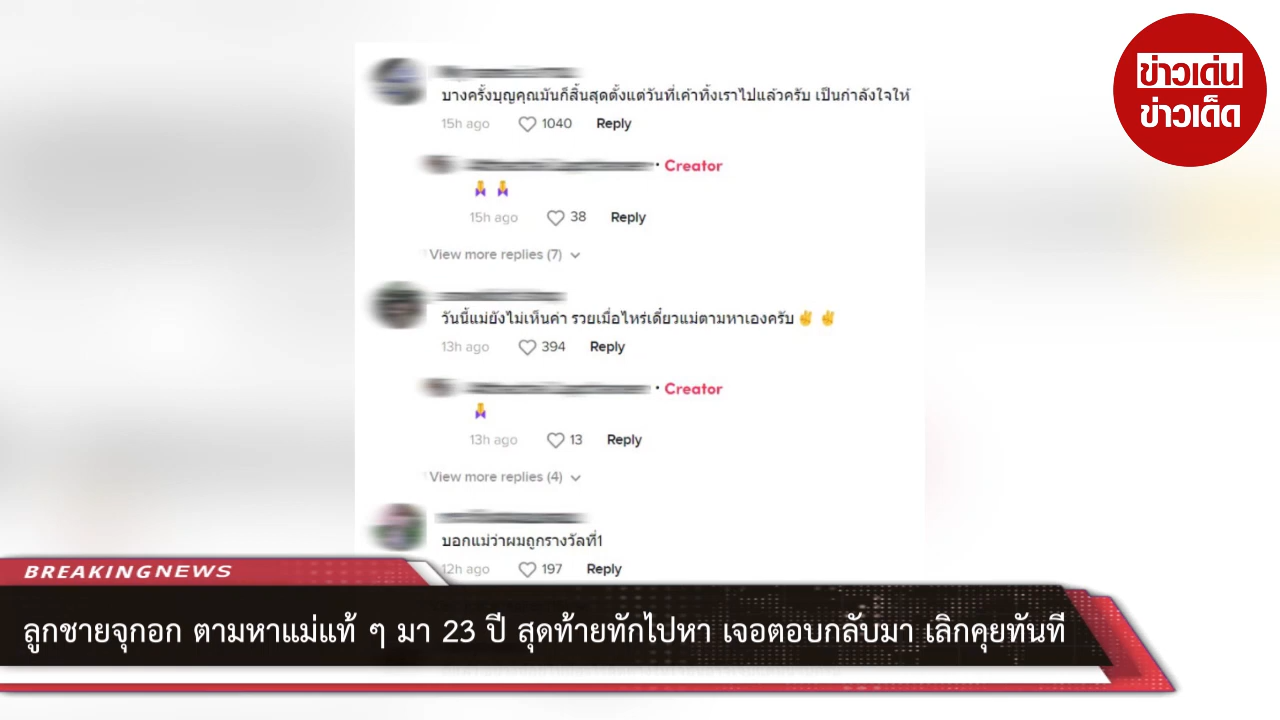 ข่าวเด่น
ข่าวเด็ด
บางครั้งบุญคุณมันก็สิ้นสุดตั้งแต่วันที่เค้าทิ้งเราไปแล้วครับ เป็นกำลังใจให้
15h ago 1040 Reply
· Creator
15h ago 38 Reply
View more replies (7)
วันนี้แม่ยังไม่เห็นค่า รวยเมื่อไหร่เดี๋ยวแม่ตามหาเองครับ ✌️ ✌️
13h ago 394 Reply
· Creator
13h ago 13 Reply
View more replies (4)
บอกแม่ว่าผมถูกรางวัลที่1
12h ago 197 Reply
BREAKINGNEWS
ลูกชายจุกอก ตามหาแม่แท้ ๆ มา 23 ปี สุดท้ายทักไปหา เจอตอบกลับมา เลิกคุยทันที